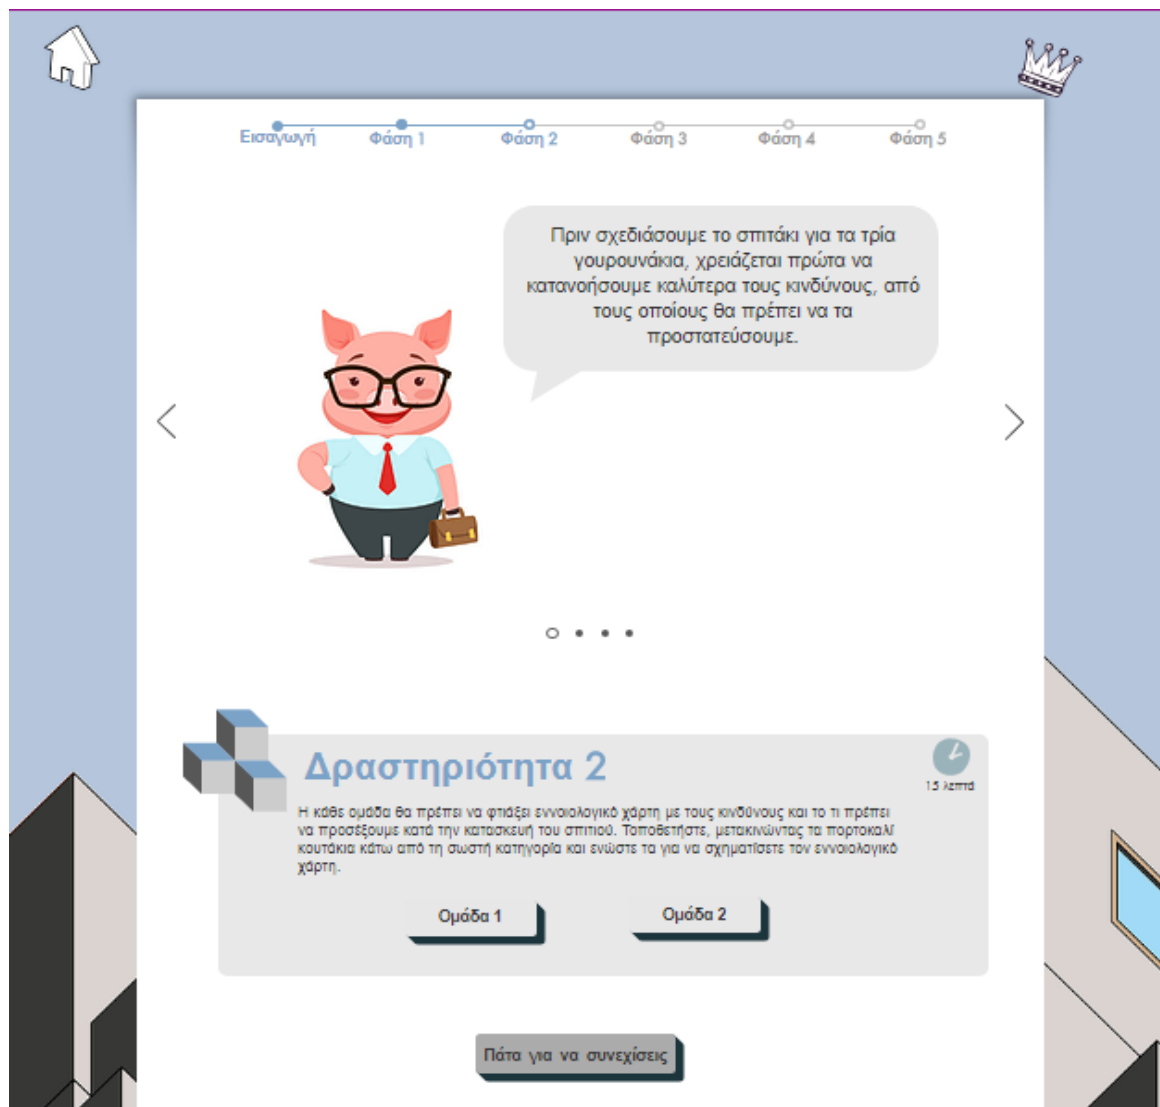 Εισαγωγή Φάση 1 Φάση 2 Φάση 3 Φάση 4 Φάση 5
Πριν σχεδιάσουμε το σπιτάκι για τα τρία
γουρουνάκια, χρειάζεται πρώτα να
κατανοήσουμε καλύτερα τους κινδύνους, από
τους οποίους θα πρέπει να τα
προστατεύσουμε.
Δραστηριότητα 2
15 λεπτά
Η κάθε ομάδα θα πρέπει να φτιάξει εννοιολογικό χάρτη με τους κινδύνους και το τι πρέπει
να προσέξουμε κατά την κατασκευή του σπιτιού. Τοποθετήστε, μετακινώντας τα πορτοκαλί
κουτάκια κάτω από τη σωστή κατηγορία και ενώστε τα για να σχηματίσετε τον εννοιολογικό
χάρτη.
Ομάδα 1 Ομάδα 2
Πάτα για να συνεχίσεις